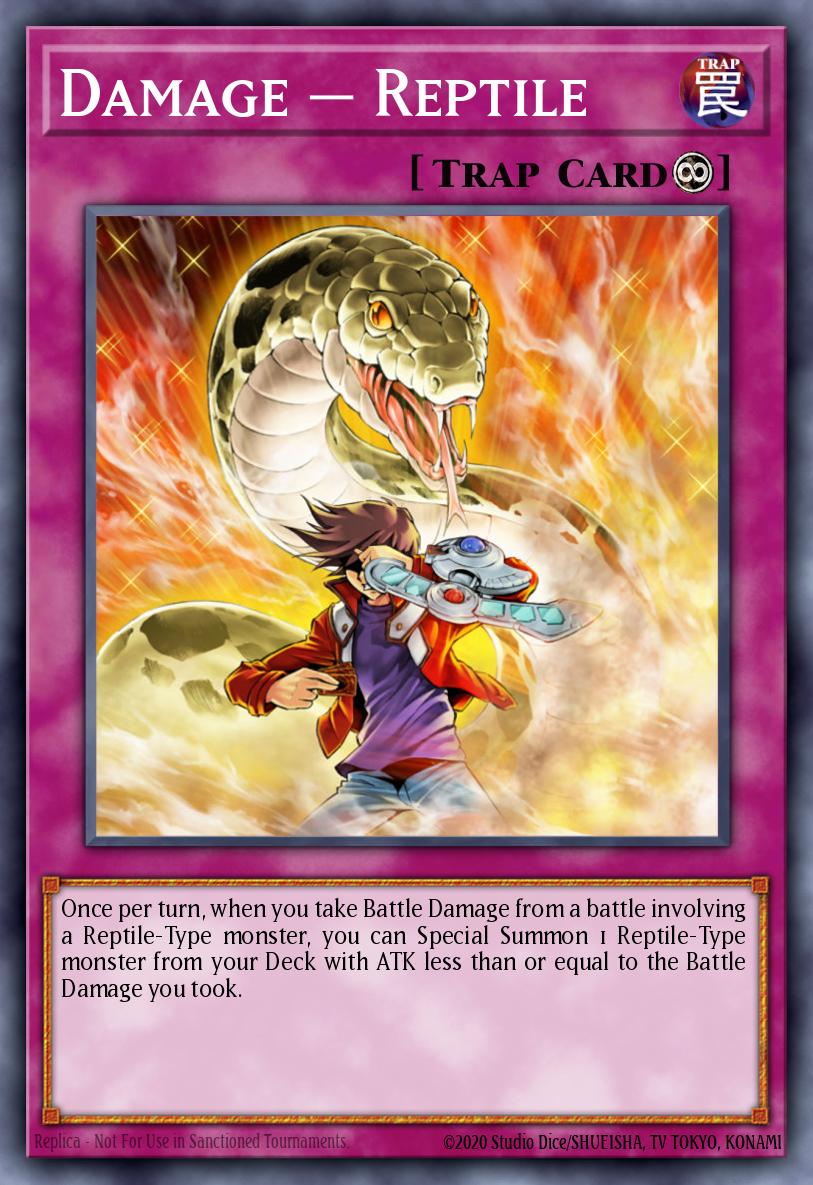 Damage — Reptile
TRAP
罠
[ Trap Card ]
Once per turn, when you take Battle Damage from a battle involving
a Reptile-Type monster, you can Special Summon 1 Reptile-Type
monster from your Deck with ATK less than or equal to the Battle
Damage you took.
Replica - Not For Use in Sanctioned Tournaments.
©2020 Studio Dice/SHUEISHA, TV TOKYO, KONAMI